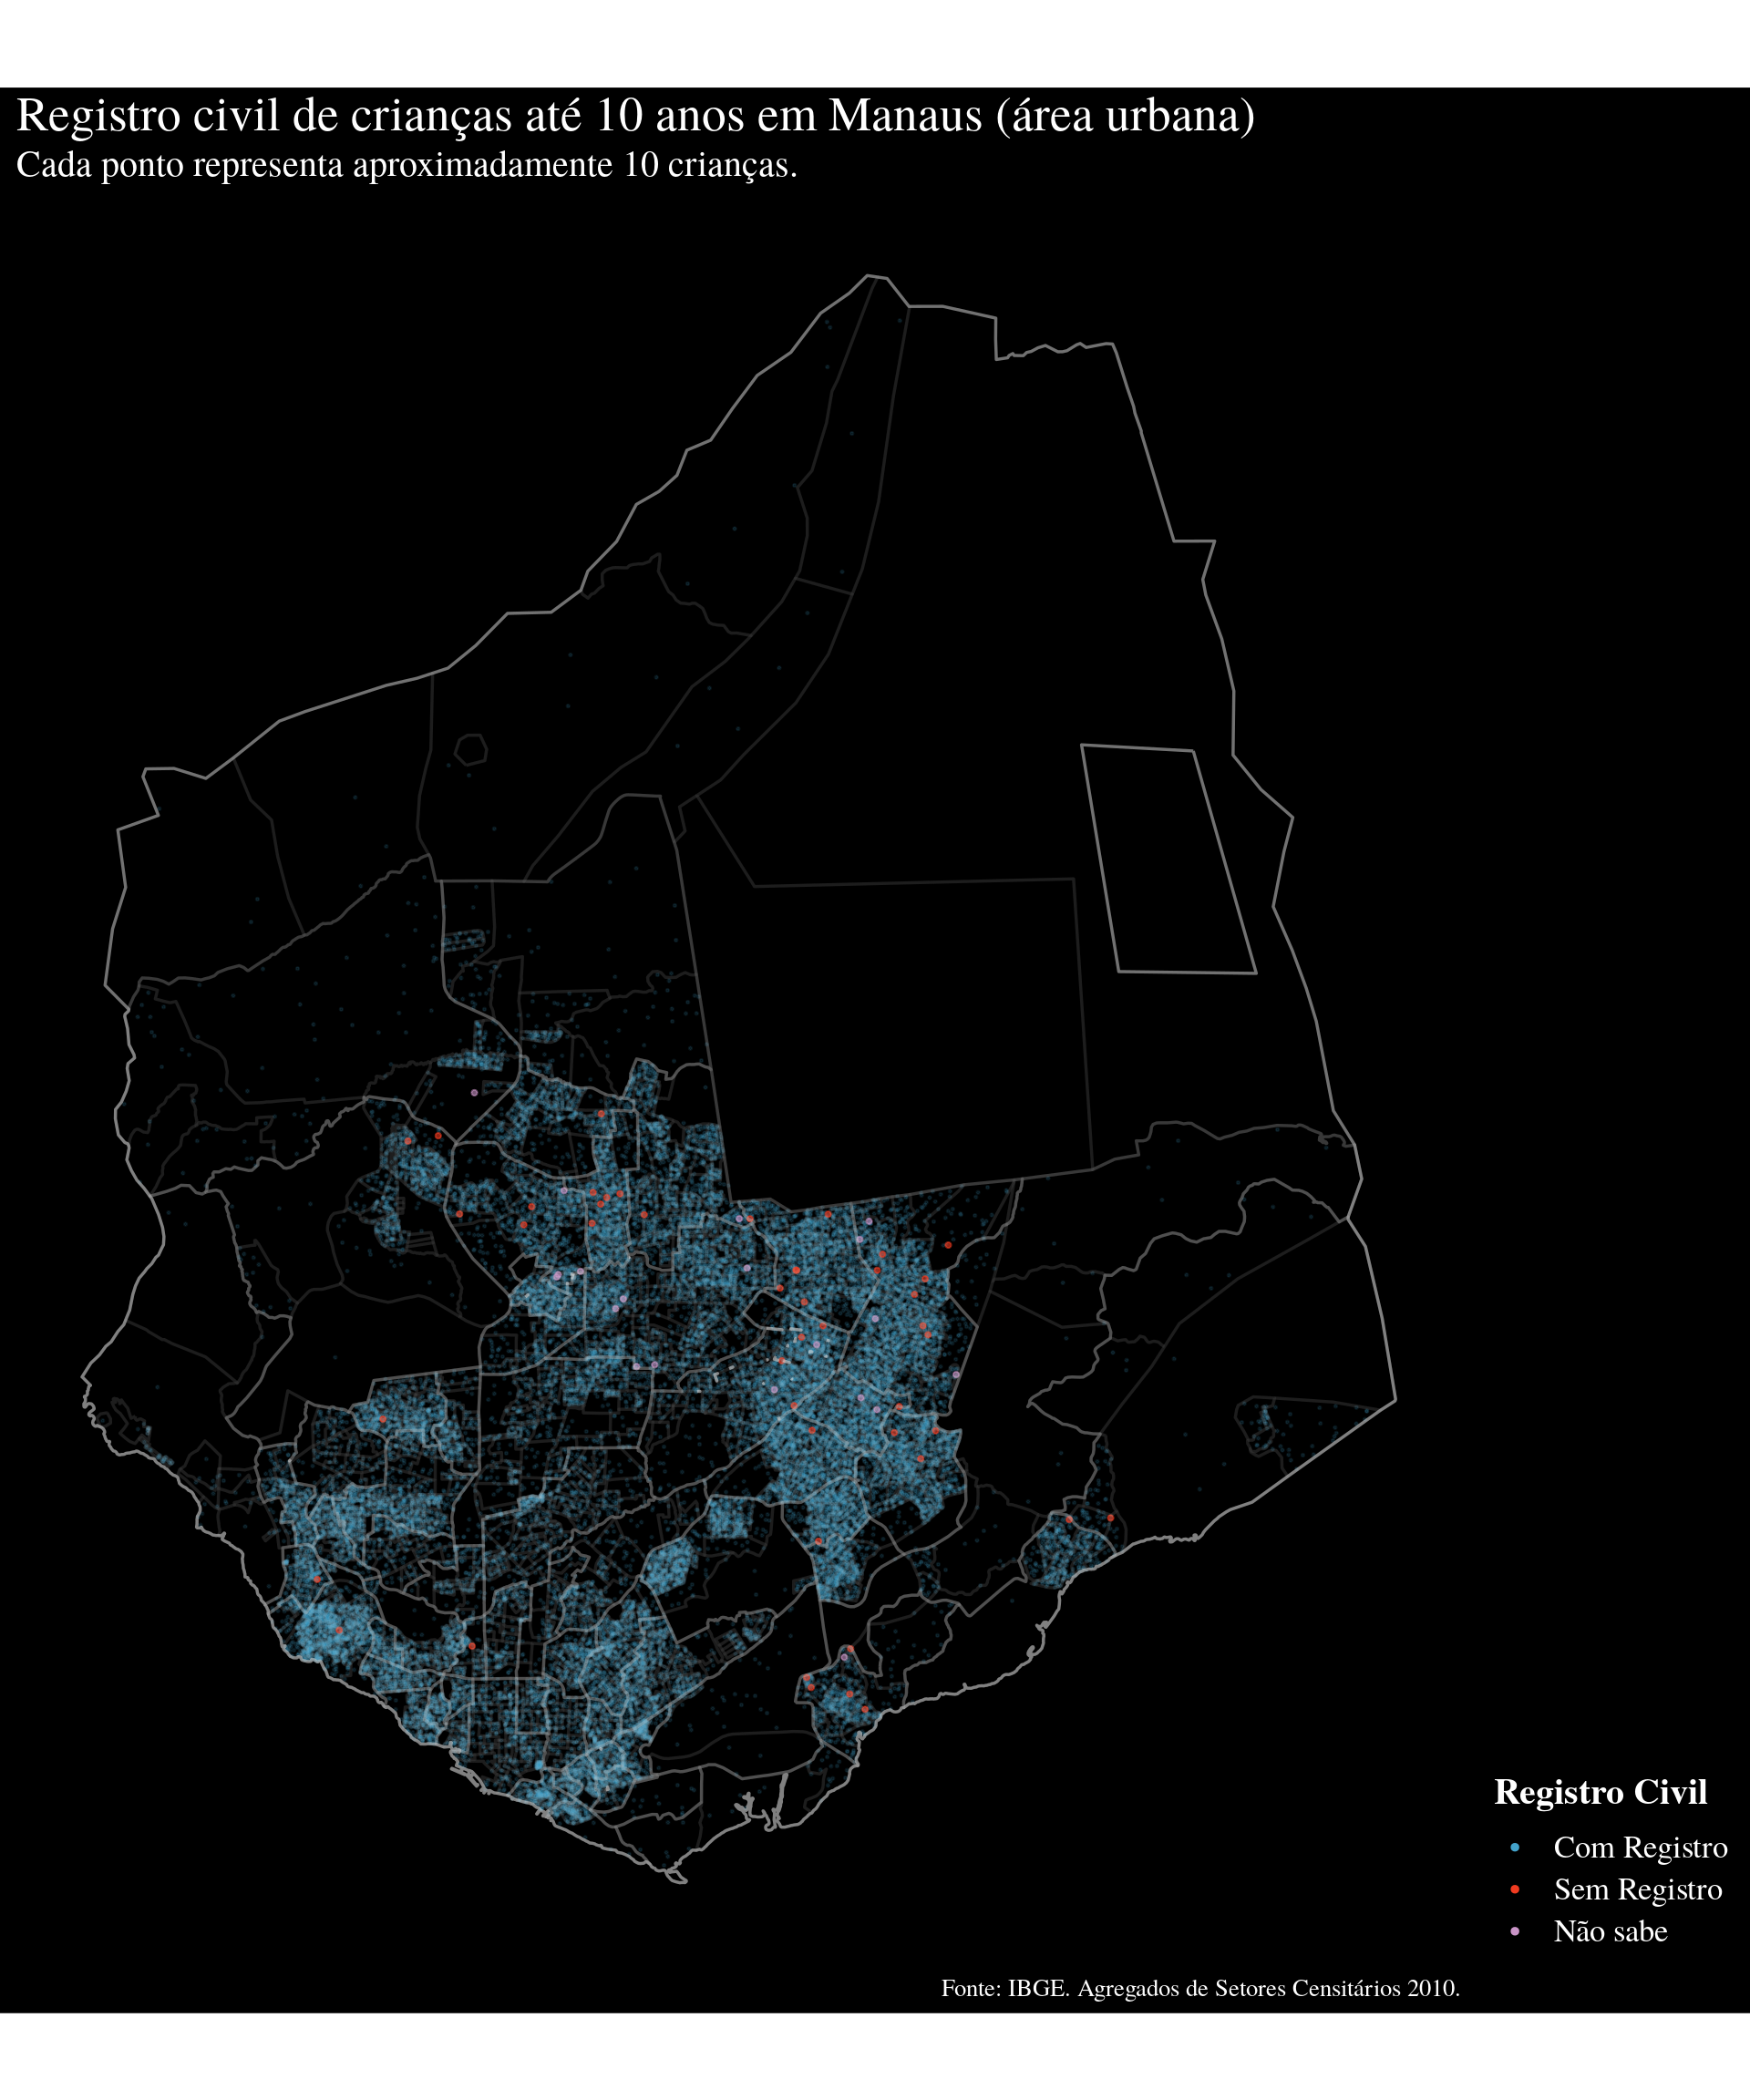 Registro civil de crianças até 10 anos em Manaus (área urbana)
Cada ponto representa aproximadamente 10 crianças.
Registro Civil
Com Registro
Sem Registro
Não sabe
Fonte: IBGE. Agregados de Setores Censitários 2010.